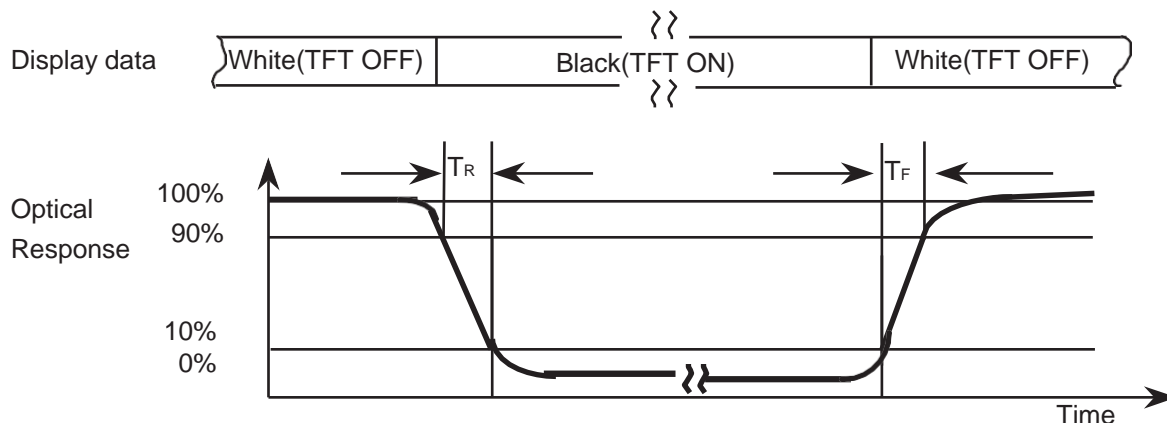 Display data
White(TFT OFF)
Black(TFT ON)
White(TFT OFF)
TR
TF
Optical
Response
100%
90%
10%
0%
Time